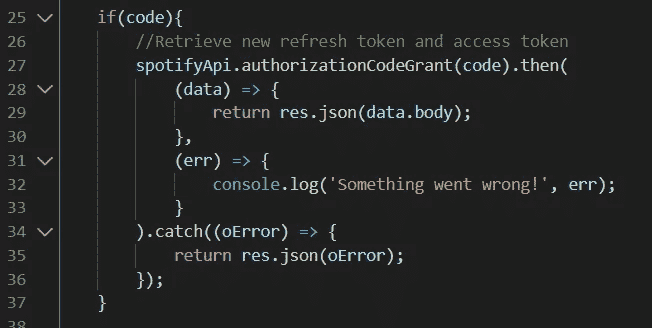 25 if(code){
26 //Retrieve new refresh token and access token
27 spotifyApi.authorizationCodeGrant(code).then(
28 (data) => {
29 return res.json(data.body);
30 },
31 (err) => {
32 console.log('Something went wrong!', err);
33 }
34 ).catch((oError) => {
35 return res.json(oError);
36 });
37 }
38